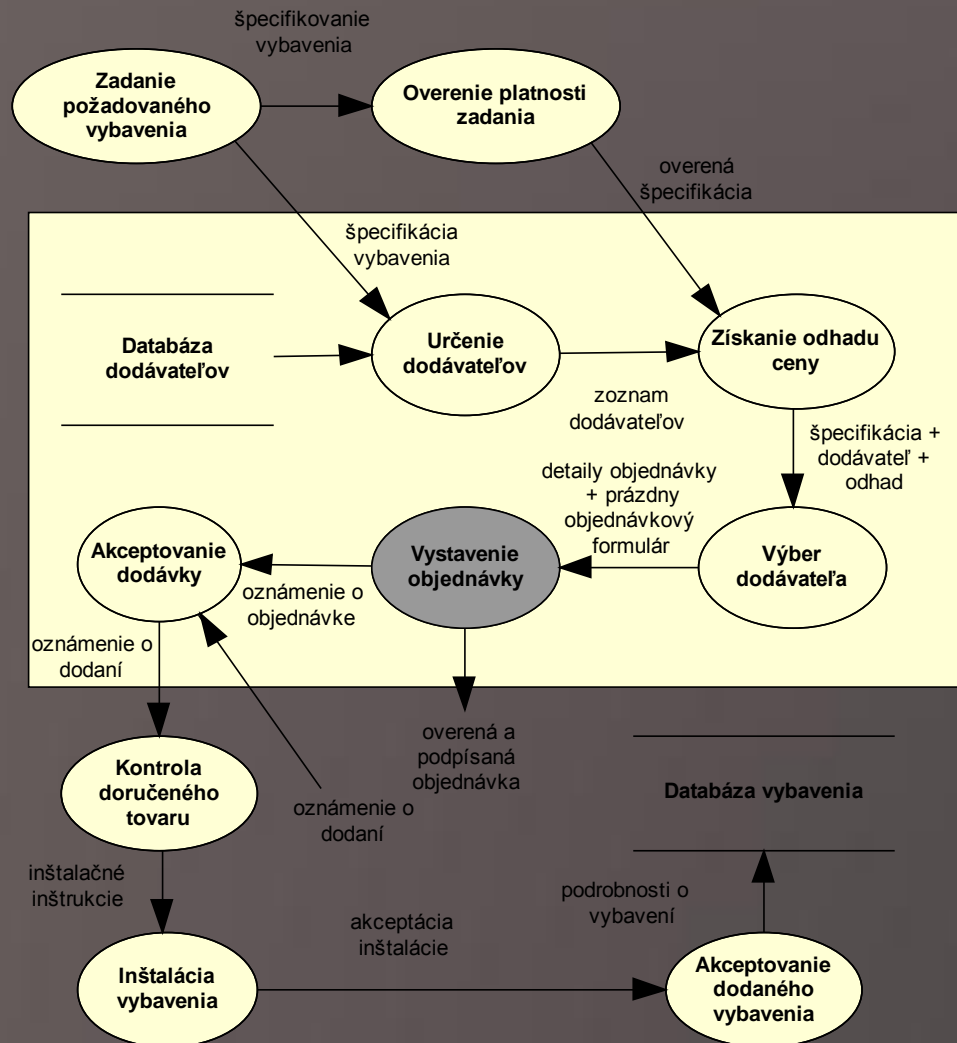 špecifikovanie
vybavenia
Zadanie
požadovaného
vybavenia
Overenie platnosti
zadania
overená
špecifikácia
špecifikácia
vybavenia
Databáza
dodávateľov
Určenie
dodávateľov
Získanie odhadu
ceny
zoznam
dodávateľov
špecifikácia +
dodávateľ +
odhad
detaily objednávky
+ prázdny
objednávkový
formulár
Akceptovanie
dodávky
Vystavenie
objednávky
Výber
dodávateľa
oznámenie o
objednávke
oznámenie o
dodaní
overená a
podpísaná
objednávka
Kontrola
doručeného
tovaru
oznámenie o
dodaní
Databáza vybavenia
inštalačné
inštrukcie
podrobnosti o
vybavení
akceptácia
inštalácie
Inštalácia
vybavenia
Akceptovanie
dodaného
vybavenia